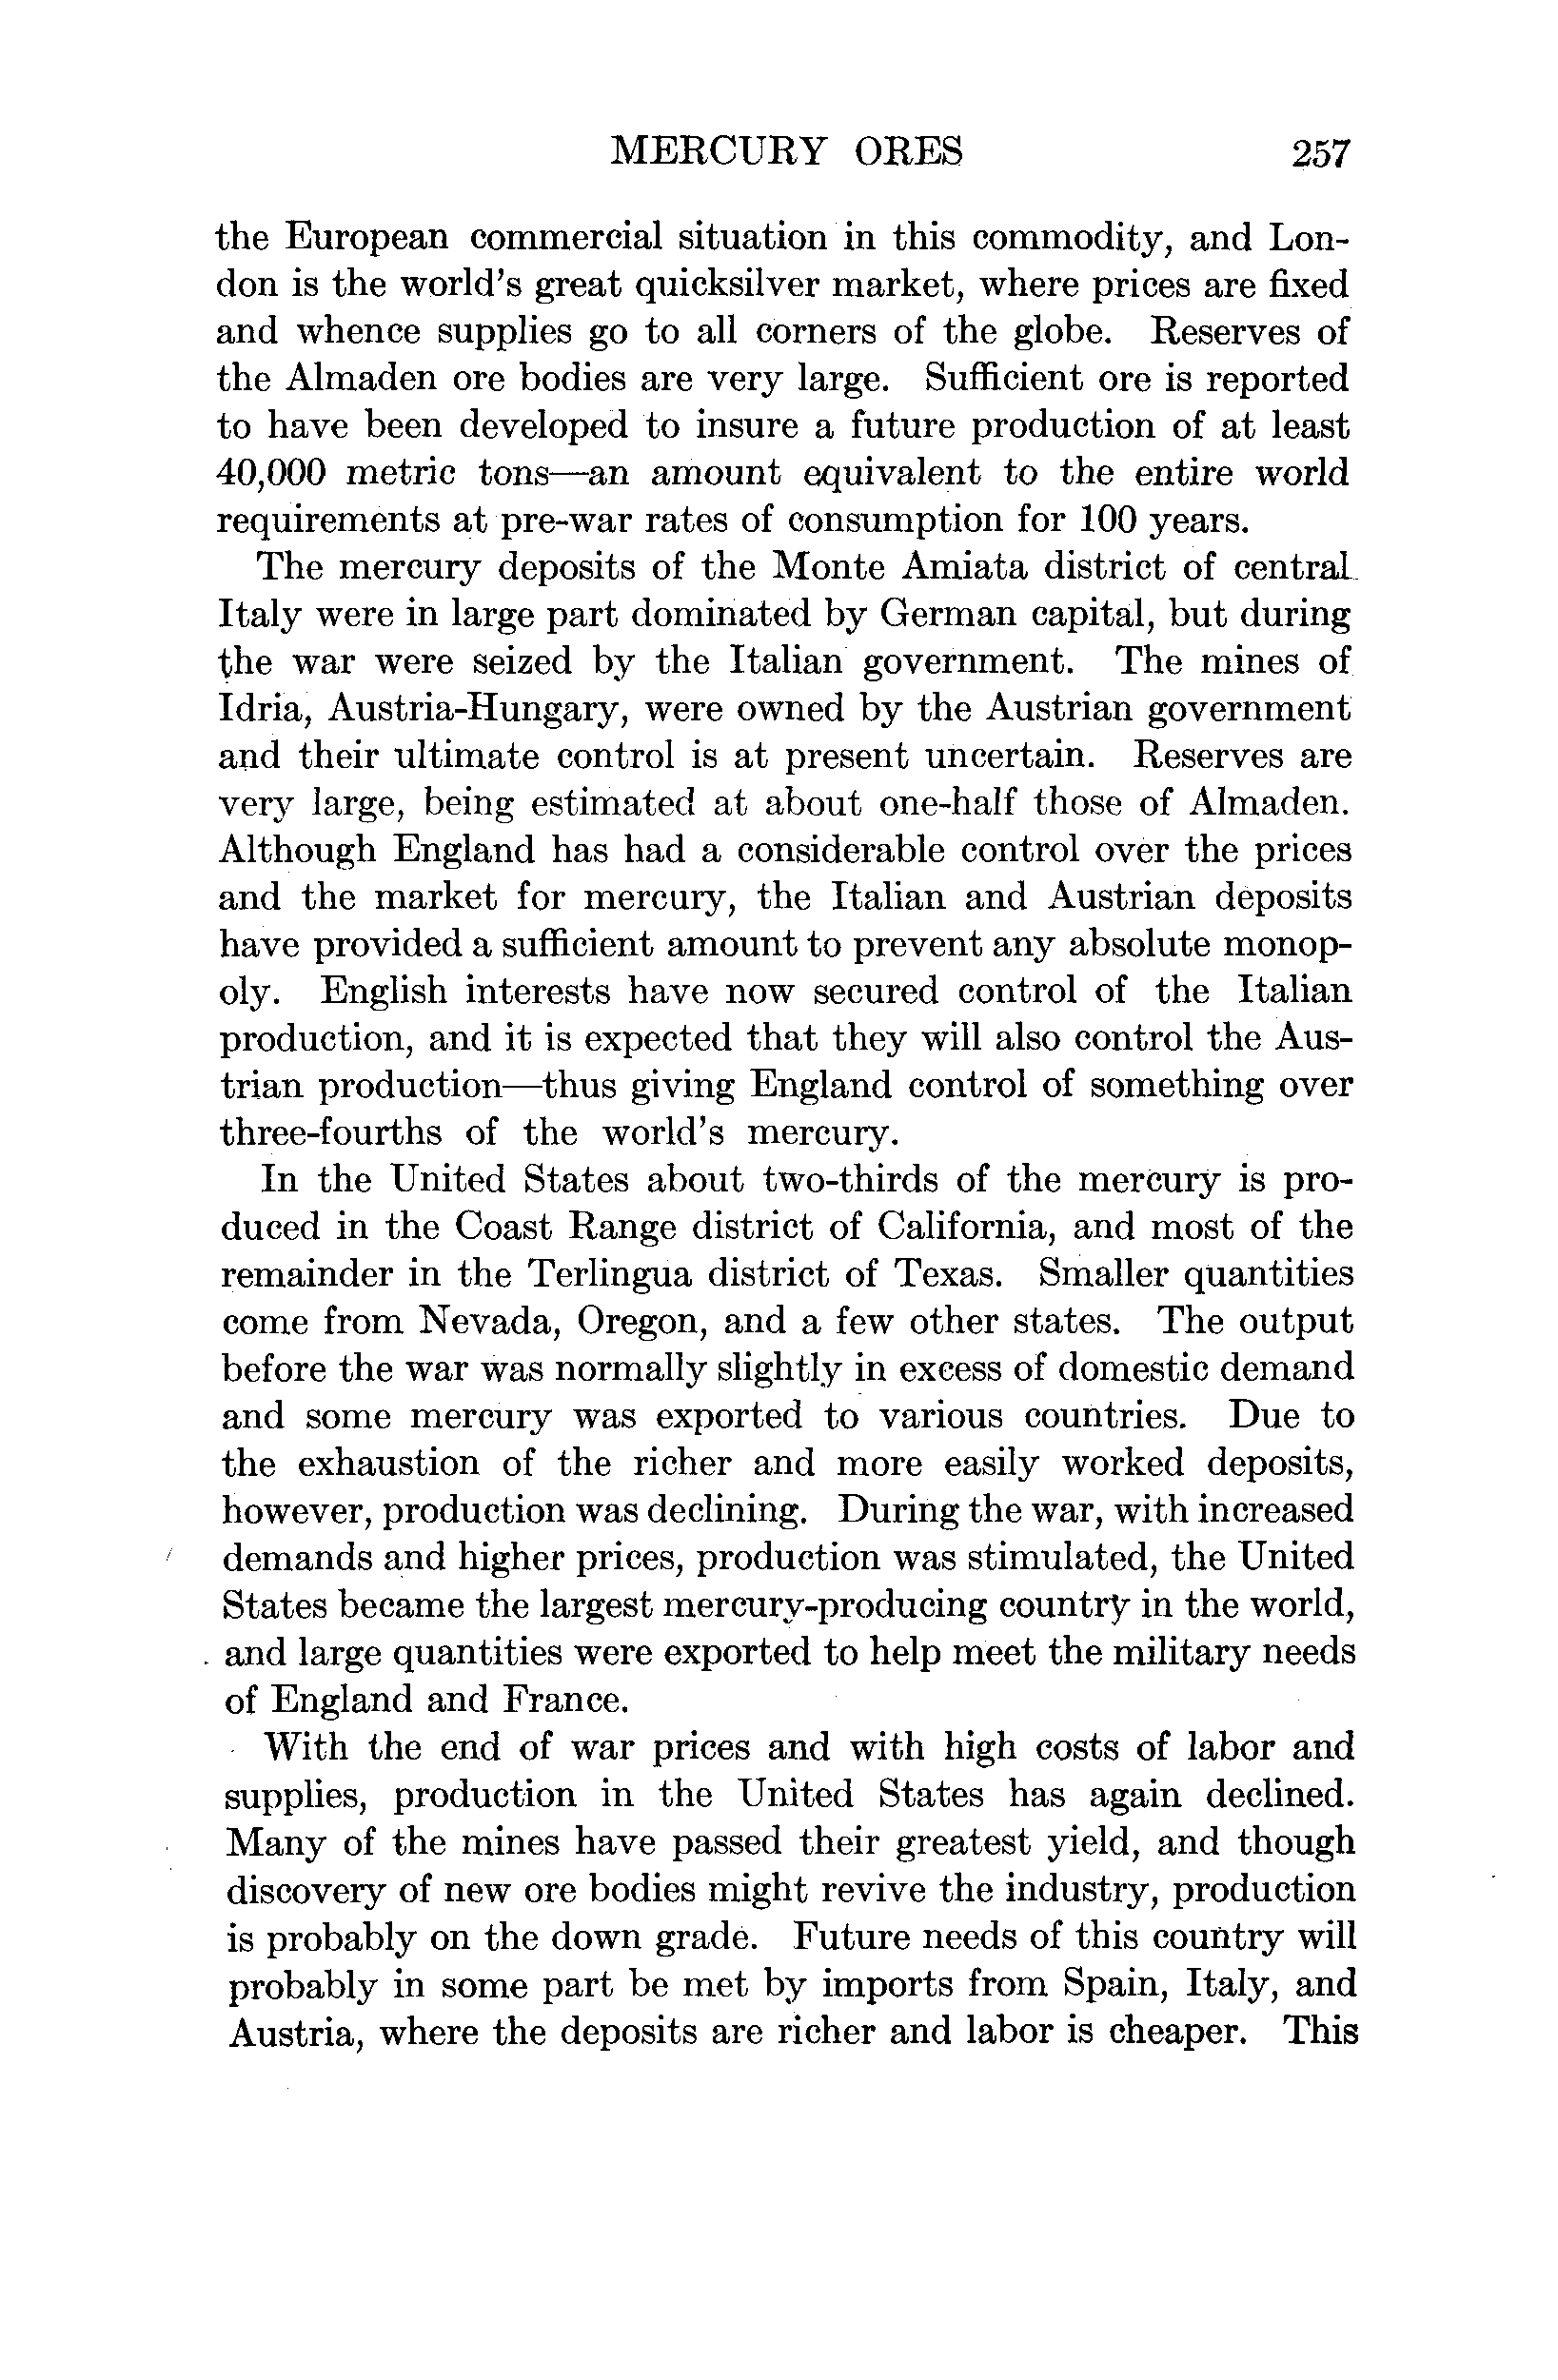 MERCURY ORES 257
the European commercial situation in this commodity, and Lon-
don is the world's great quicksilver market, where prices are fixed
and whence supplies go to all corners of the globe. Reserves of
the Almaden ore bodies are very large. Sufficient ore is reported
to have been developed to insure a future production of at least
40,000 metric tons—an amount equivalent to the entire world
requirements at pre-war rates of consumption for 100 years.
The mercury deposits of the Monte Amiata district of central
Italy were in large part dominated by German capital, but during
the war were seized by the Italian government. The mines of
Idria, Austria-Hungary, were owned by the Austrian government
and their ultimate control is at present uncertain. Reserves are
very large, being estimated at about one-half those of Almaden.
Although England has had a considerable control over the prices
and the market for mercury, the Italian and Austrian deposits
have provided a sufficient amount to prevent any absolute monop-
oly. English interests have now secured control of the Italian
production, and it is expected that they will also control the Aus-
trian production—thus giving England control of something over
three-fourths of the world's mercury.
In the United States about two-thirds of the mercury is pro-
duced in the Coast Range district of California, and most of the
remainder in the Terlingua district of Texas. Smaller quantities
come from Nevada, Oregon, and a few other states. The output
before the war was normally slightly in excess of domestic demand
and some mercury was exported to various countries. Due to
the exhaustion of the richer and more easily worked deposits,
however, production was declining. During the war, with increased
demands and higher prices, production was stimulated, the United
States became the largest mercury-producing country in the world,
and large quantities were exported to help meet the military needs
of England and France.
With the end of war prices and with high costs of labor and
supplies, production in the United States has again declined.
Many of the mines have passed their greatest yield, and though
discovery of new ore bodies might revive the industry, production
is probably on the down grade. Future needs of this country will
probably in some part be met by imports from Spain, Italy, and
Austria, where the deposits are richer and labor is cheaper. This